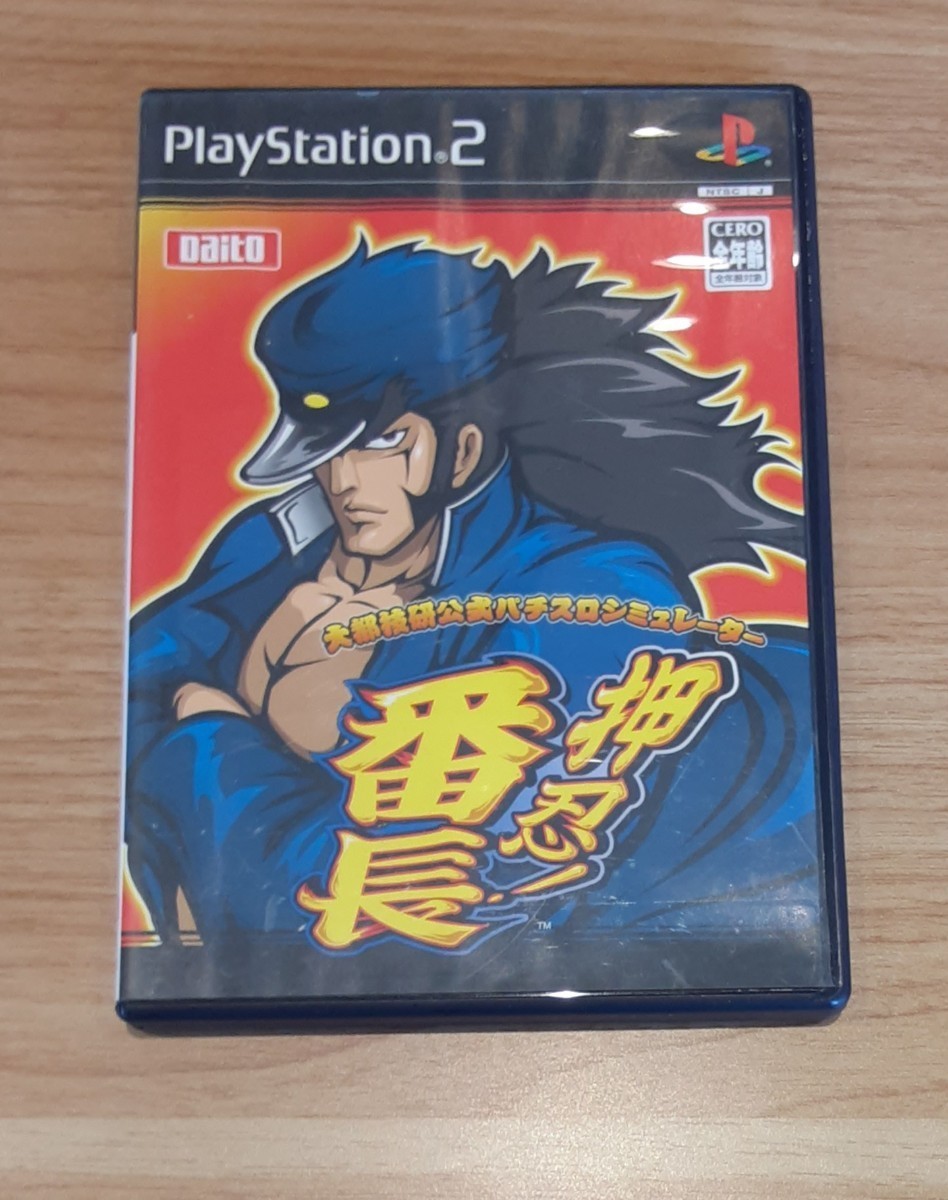 PlayStation®2
NTSC J
Daito
CERO
全年齢
全年齢対象
大都技研公式パチスロシミュレーター
押忍!
番長
TM